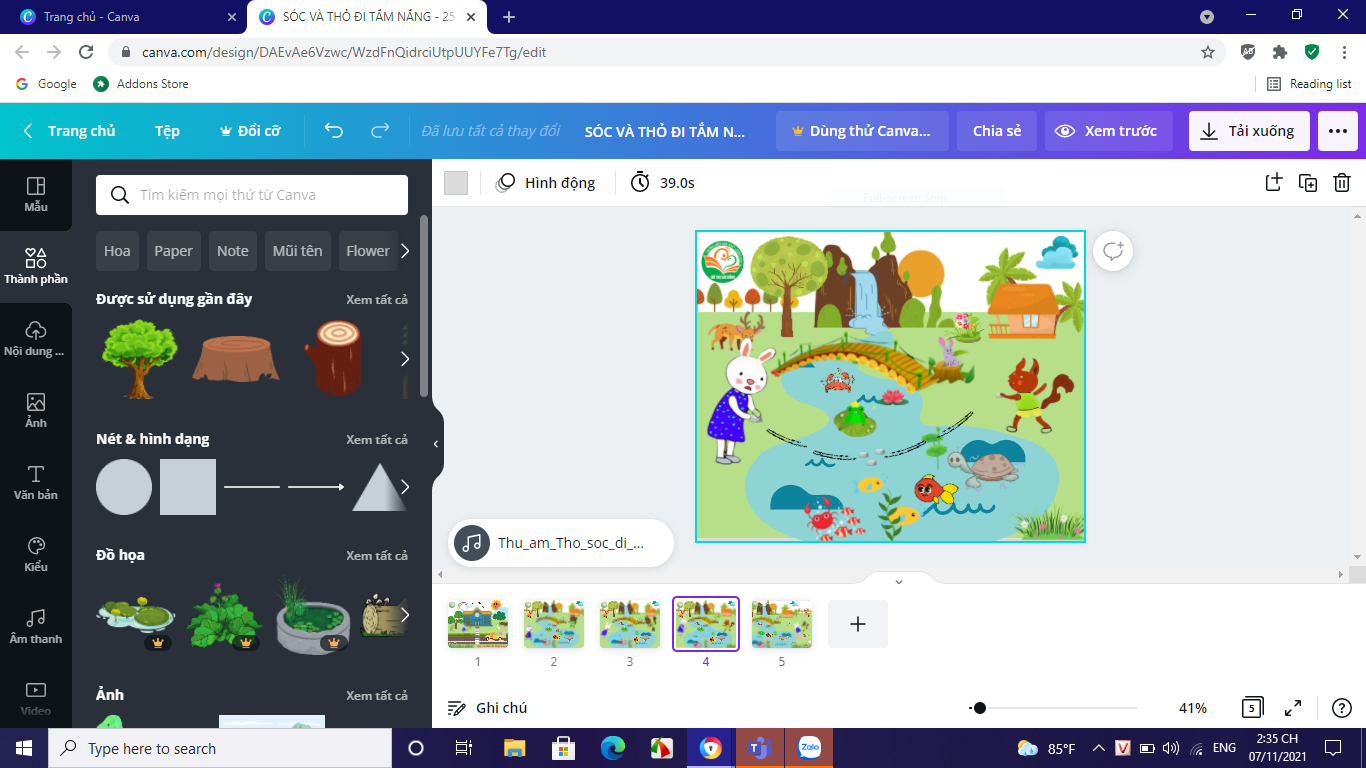 Trang chủ - Canva
SÓC VÀ THỎ ĐI TẮM NẮNG - 25
canva.com/design/DAEvAe6Vzwc/WzdFnQidrciUtpUUYFe7Tg/edit
Google
Addons Store
Reading list
Trang chủ
Tệp
Đổi cỡ
Đã lưu tất cả thay đổi
SÓC VÀ THỎ ĐI TẮM N...
Dùng thử Canva...
Chia sẻ
Xem trước
Tải xuống
Mẫu
Thành phần
Nội dung ...
Ảnh
Văn bản
Kiểu
Âm thanh
Video
Tìm kiếm mọi thứ từ Canva
Hoa
Paper
Note
Mũi tên
Flower
Được sử dụng gần đây
Xem tất cả
Nét & hình dạng
Xem tất cả
Đồ họa
Xem tất cả
Ảnh
Xem tất cả
Hình động
39.0s
Full-screen Snip
Thu_am_Tho_soc_di_...
1
2
3
4
5
Ghi chú
41%
5
Type here to search
Zalo
85°F
ENG
2:35 CH
07/11/2021